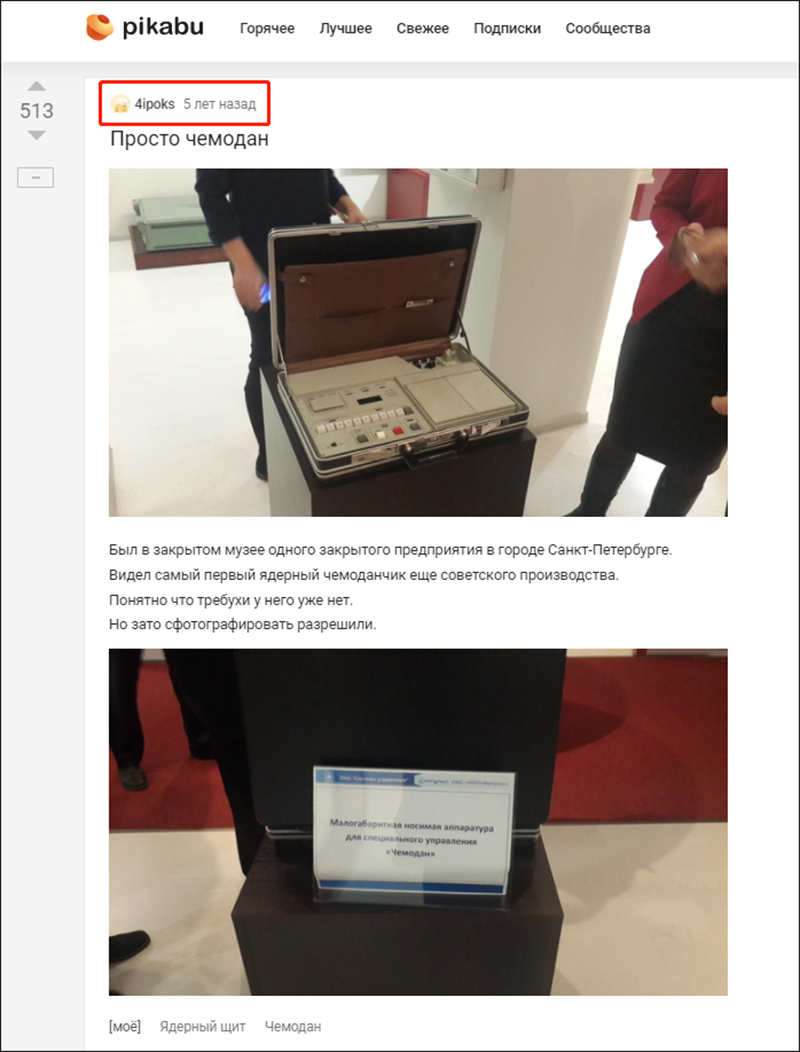 pikabu
Горячее Лучшее Свежее Подписки Сообщества
513
4ipoks 5 лет назад
Просто чемодан
Был в закрытом музее одного закрытого предприятия в городе Санкт-Петербурге.
Видел самый первый ядерный чемоданчик еще советского производства.
Понятно что требухи у него уже нет.
Но зато сфотографировать разрешили.
Малогабаритная носимая аппаратура
для специального управления
«Чемодан»
[моё] Ядерный щит Чемодан